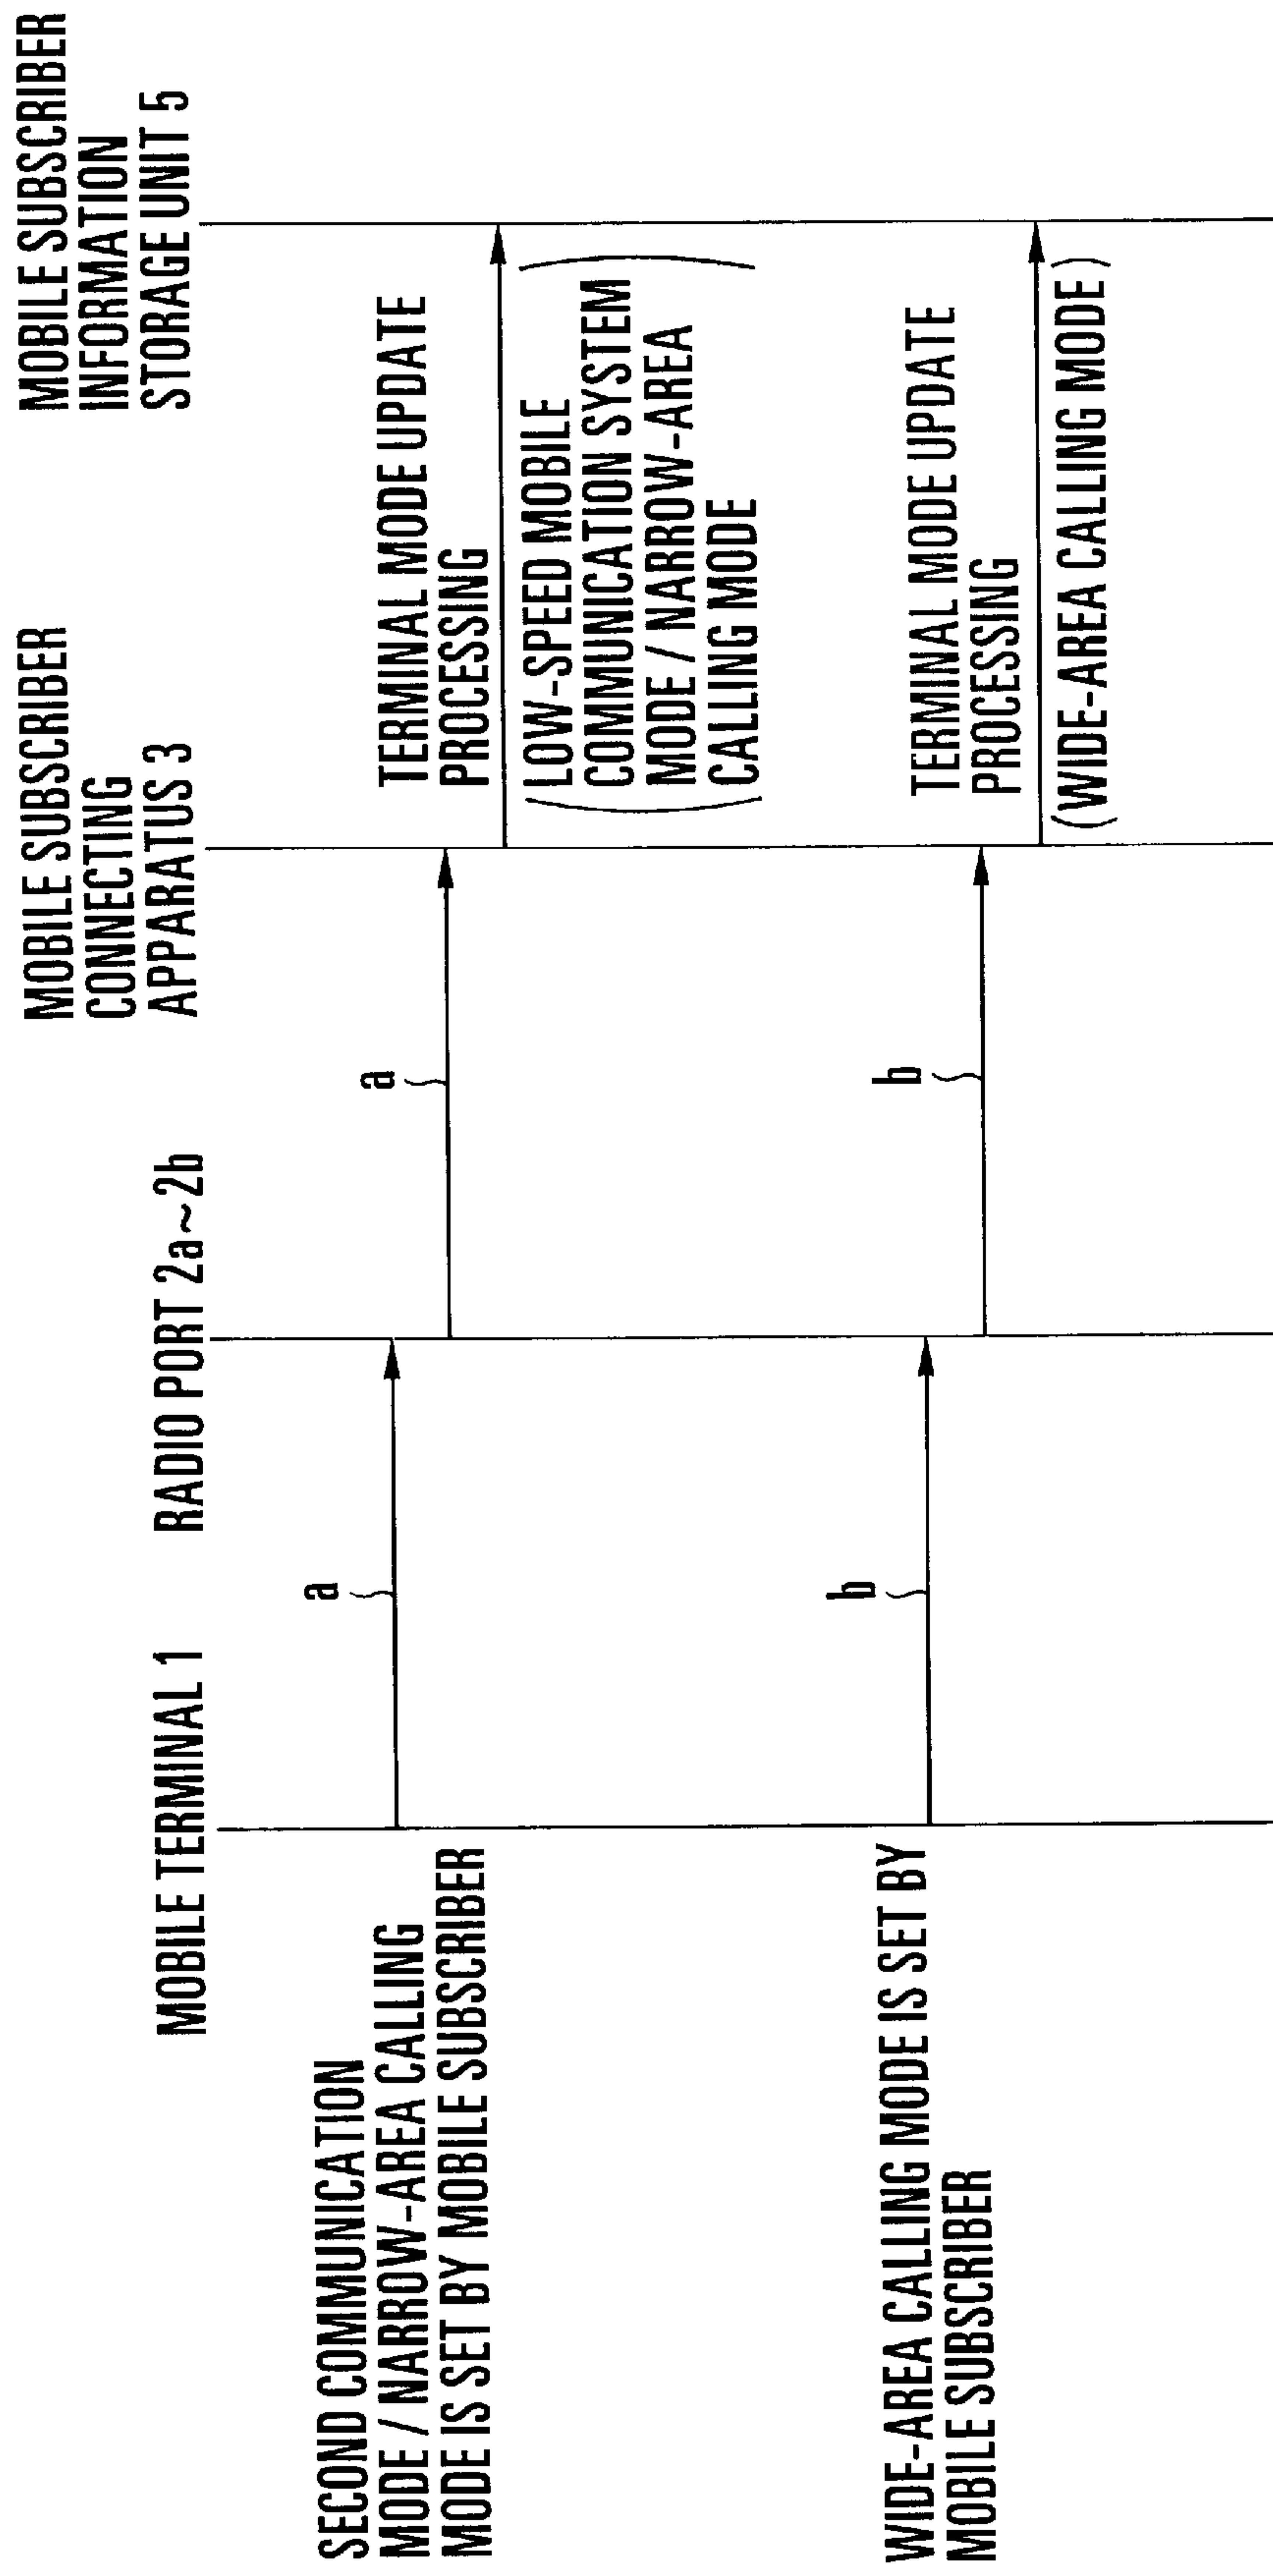 MOBILE TERMINAL 1
RADIO PORT 2a~2b
MOBILE SUBSCRIBER
CONNECTING
APPARATUS 3
MOBILE SUBSCRIBER
INFORMATION
STORAGE UNIT 5
SECOND COMMUNICATION
MODE / NARROW-AREA CALLING
MODE IS SET BY MOBILE SUBSCRIBER
a
a
TERMINAL MODE UPDATE
PROCESSING
(LOW-SPEED MOBILE
COMMUNICATION SYSTEM
MODE / NARROW-AREA
CALLING MODE)
WIDE-AREA CALLING MODE IS SET BY
MOBILE SUBSCRIBER
b
b
TERMINAL MODE UPDATE
PROCESSING
(WIDE-AREA CALLING MODE)